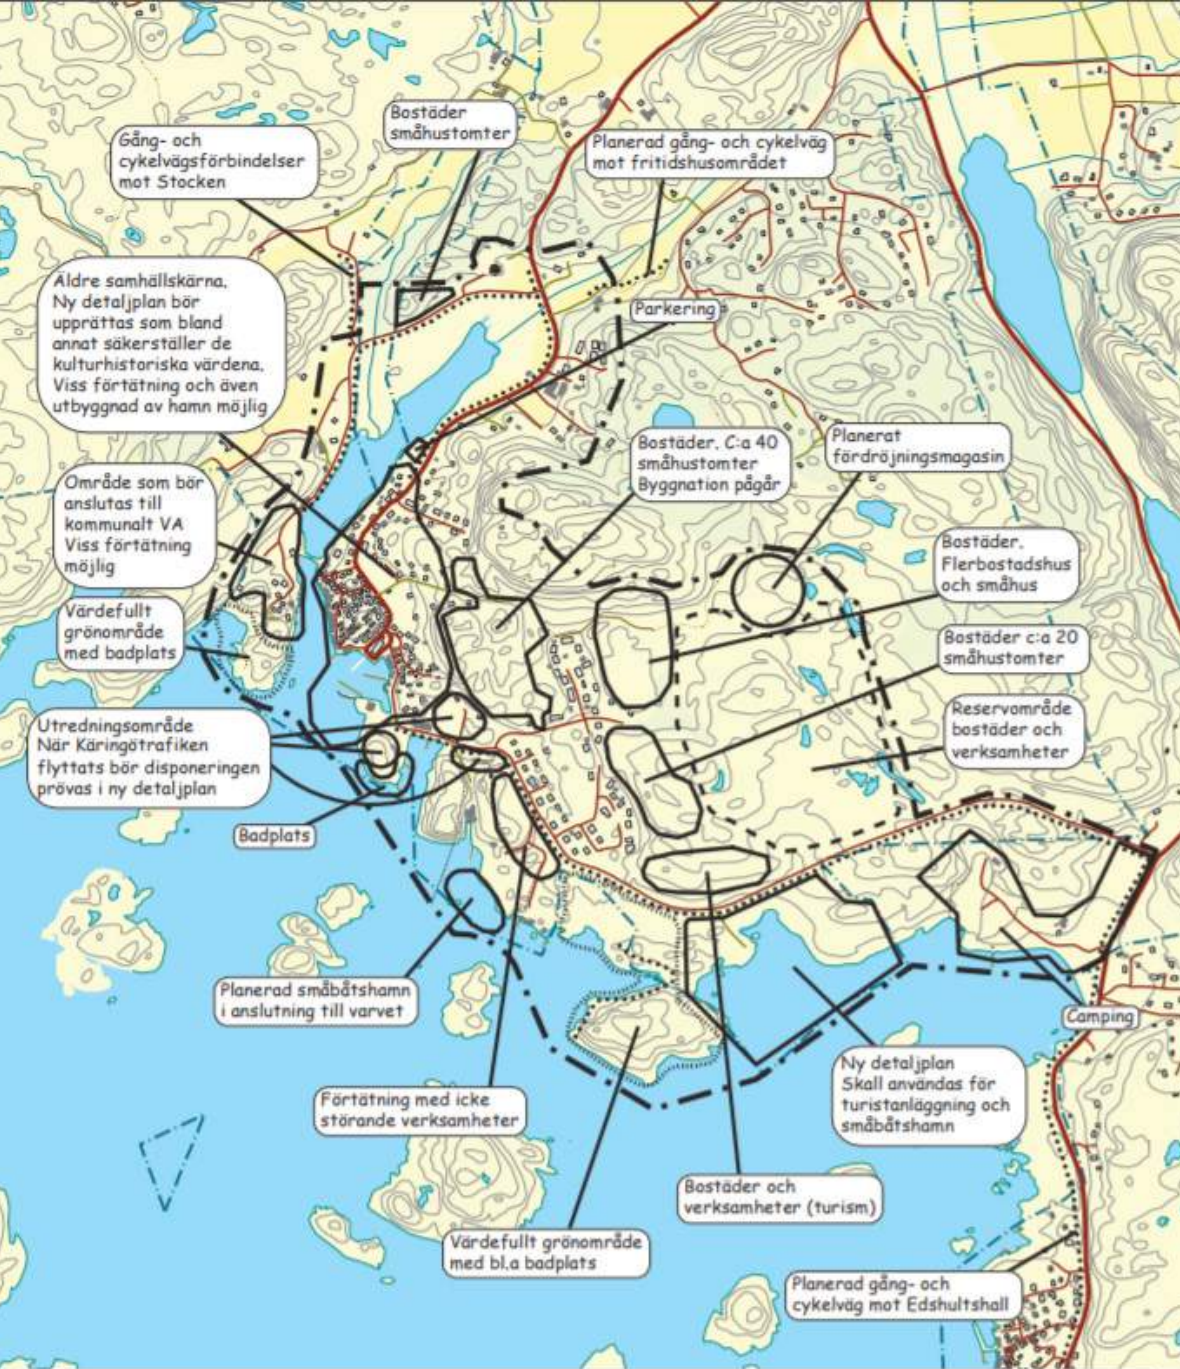 Bostäder
småhustomter
Gång- och
cykelvägsförbindelser
mot Stocken
Planerad gång- och cykelväg
mot fritidshusområdet
Äldre samhällskärna.
Ny detaljplan bör
upprättas som bland
annat säkerställer de
kulturhistoriska värdena.
Viss förtätning och även
utbyggnad av hamn möjlig
Parkering
Bostäder. C:a 40
småhustomter
Byggnation pågår
Planerat
fördröjningsmagasin
Område som bör
anslutas till
kommunalt VA
Viss förtätning
möjlig
Bostäder.
Flerbostadshus
och småhus
Värdefullt
grönområde
med badplats
Bostäder c:a 20
småhustomter
Utredningsområde
När Käringötrafiken
flyttats bör disponeringen
prövas i ny detaljplan
Reservområde
bostäder och
verksamheter
Badplats
Planerad småbåtshamn
i anslutning till varvet
Camping
Ny detaljplan
Skall användas för
turistanläggning och
småbåtshamn
Förtätning med icke
störande verksamheter
Bostäder och
verksamheter (turism)
Värdefullt grönområde
med bl.a badplats
Planerad gång- och
cykelväg mot Edshultshall